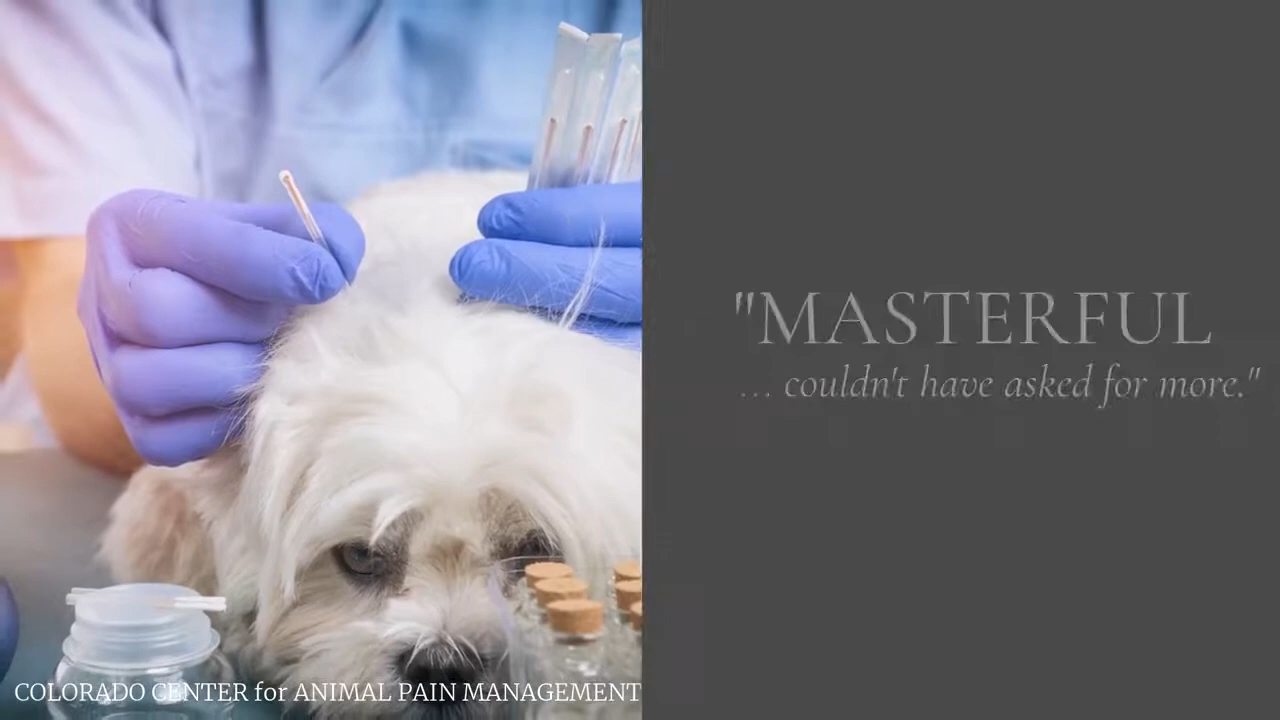 "MASTERFUL
... couldn't have asked for more."
COLORADO CENTER for ANIMAL PAIN MANAGEMENT